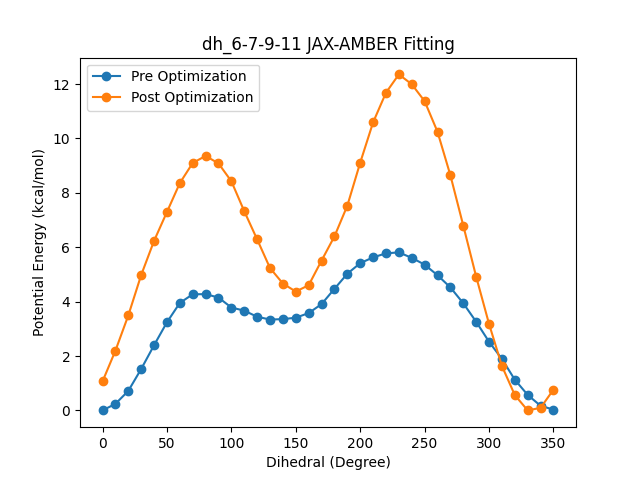 dh_6-7-9-11 JAX-AMBER Fitting
Pre Optimization
Post Optimization
Potential Energy (kcal/mol)
12
10
8
6
4
2
0
0 50 100 150 200 250 300 350
Dihedral (Degree)